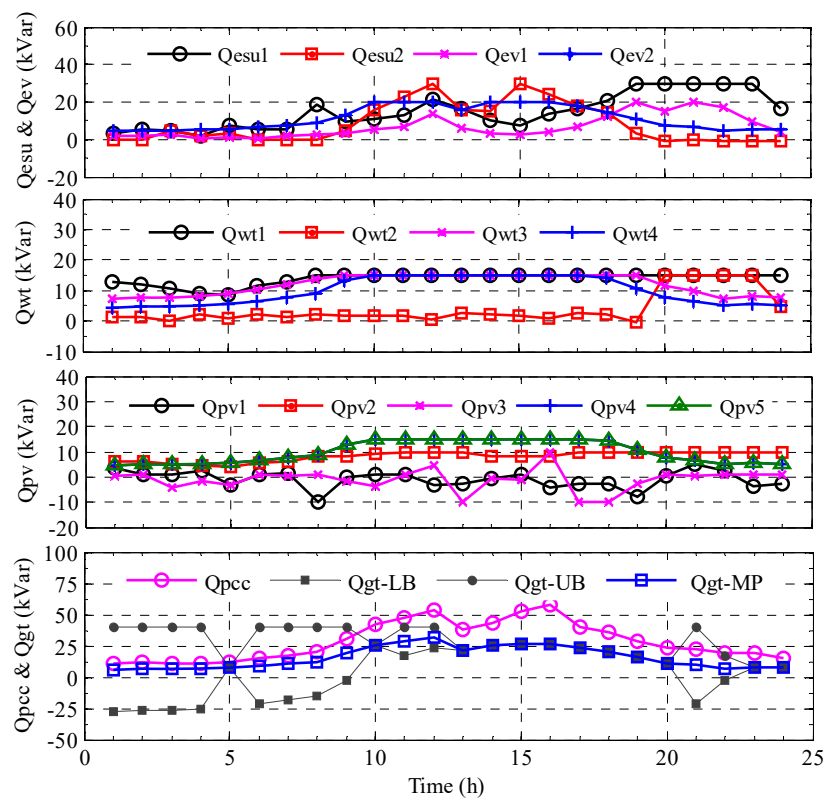 Qesu & Qev (kVar)
60
40
20
0
-20
Qesu1 Qesu2 Qev1 Qev2
Qwt (kVar)
40
30
20
10
0
-10
Qwt1 Qwt2 Qwt3 Qwt4
Qpv (kVar)
40
30
20
10
0
-10
-20
Qpv1 Qpv2 Qpv3 Qpv4 Qpv5
Qpcc & Qgt (kVar)
100
75
50
25
0
-25
-50
Qpcc Qgt-LB Qgt-UB Qgt-MP
0 5 10 15 20 25
Time (h)